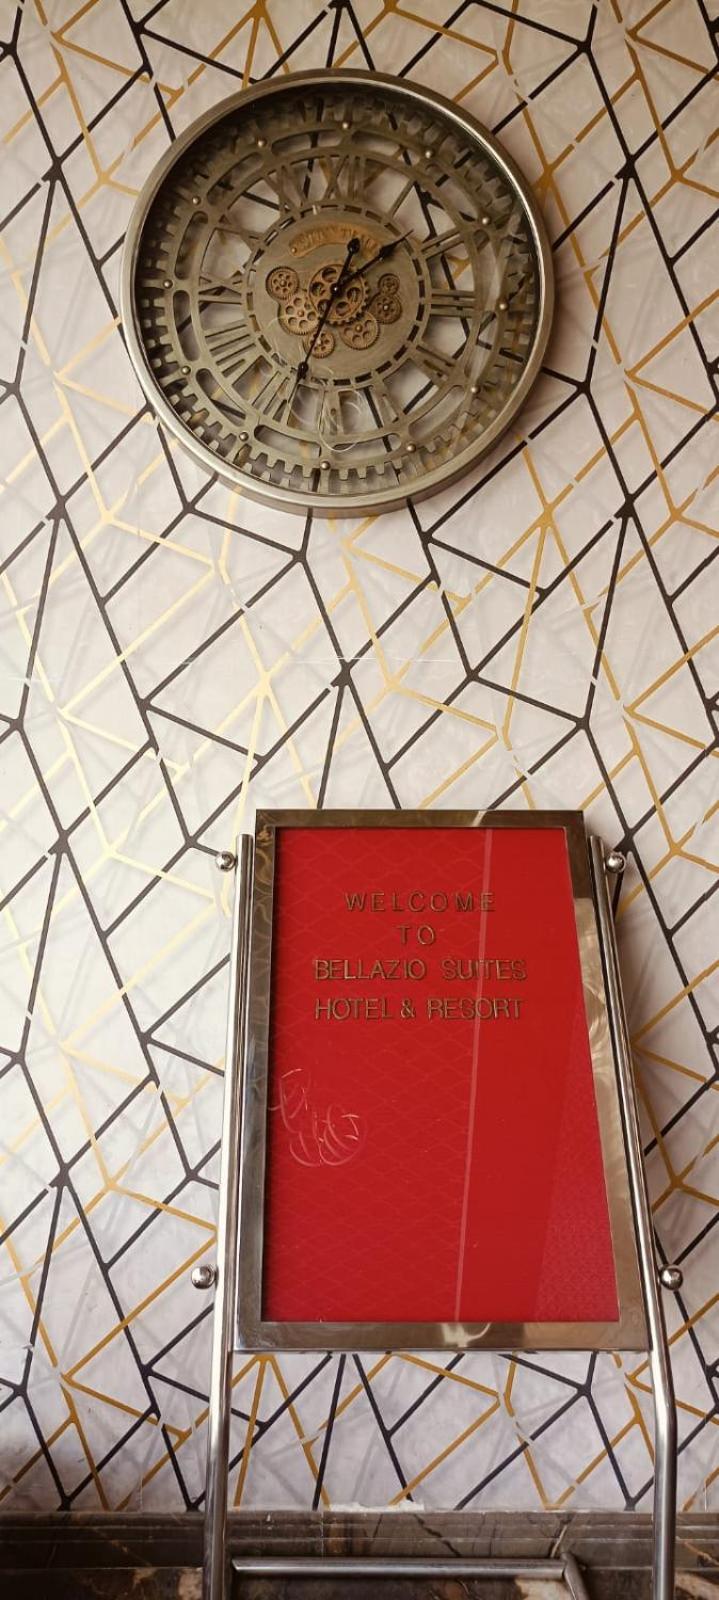 WELCOME
TO
BELLAZIO SUITES
HOTEL & RESORT